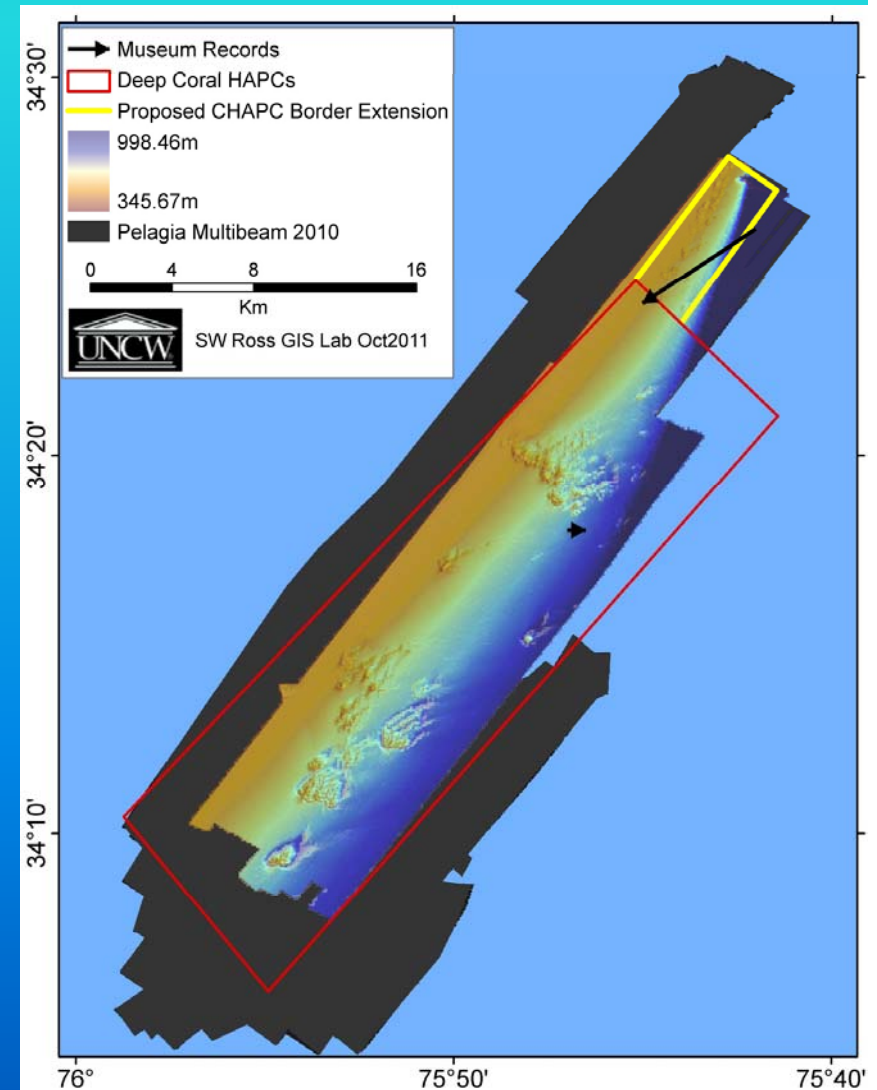 Museum Records
Deep Coral HAPCs
Proposed CHAPC Border Extension
998.46m
345.67m
Pelagia Multibeam 2010
0 4 8 16
Km
UNCW
SW Ross GIS Lab Oct2011
34°30'
34°20'
34°10'
76° 75°50' 75°40'